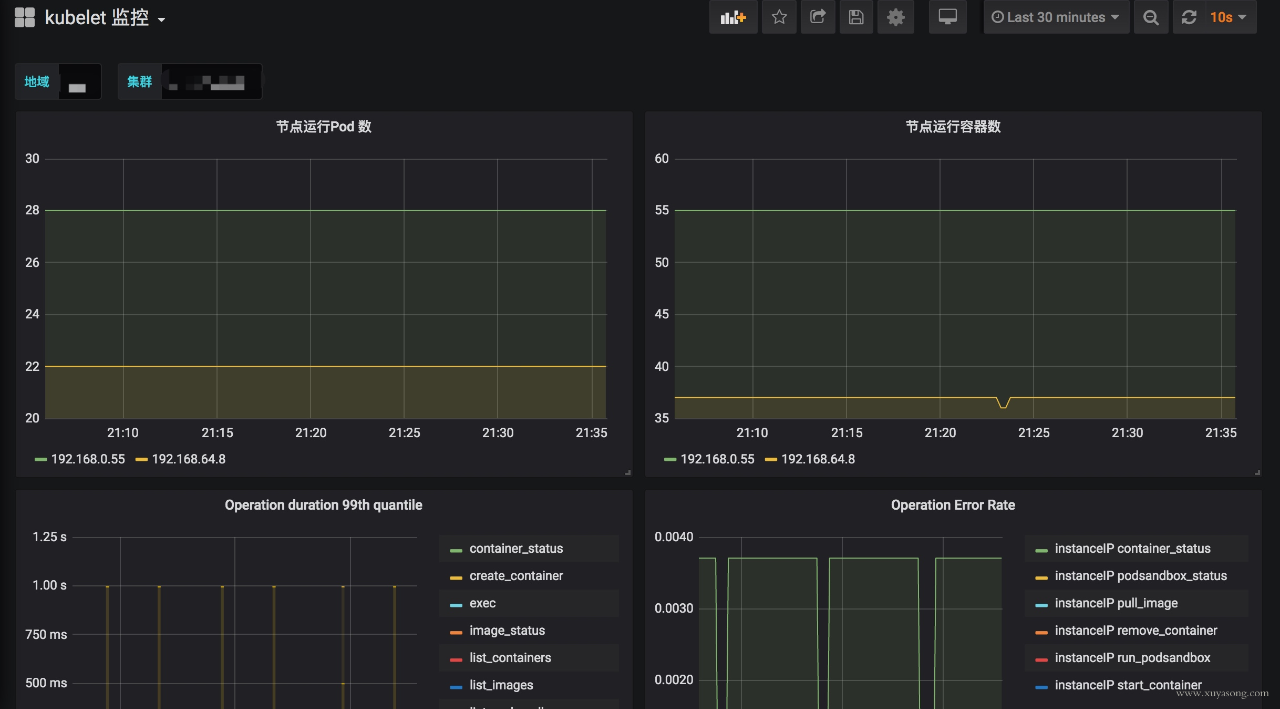 kubelet 监控
Last 30 minutes
10s
地域
集群
节点运行Pod 数
30
28
26
24
22
20
21:10 21:15 21:20 21:25 21:30 21:35
192.168.0.55 192.168.64.8
节点运行容器数
60
55
50
45
40
35
21:10 21:15 21:20 21:25 21:30 21:35
192.168.0.55 192.168.64.8
Operation duration 99th quantile
1.25 s
1.00 s
750 ms
500 ms
container_status
create_container
exec
image_status
list_containers
list_images
Operation Error Rate
0.0040
0.0030
0.0020
instanceIP container_status
instanceIP podsandbox_status
instanceIP pull_image
instanceIP remove_container
instanceIP run_podsandbox
instanceIP start_container
www.xuyasong.com